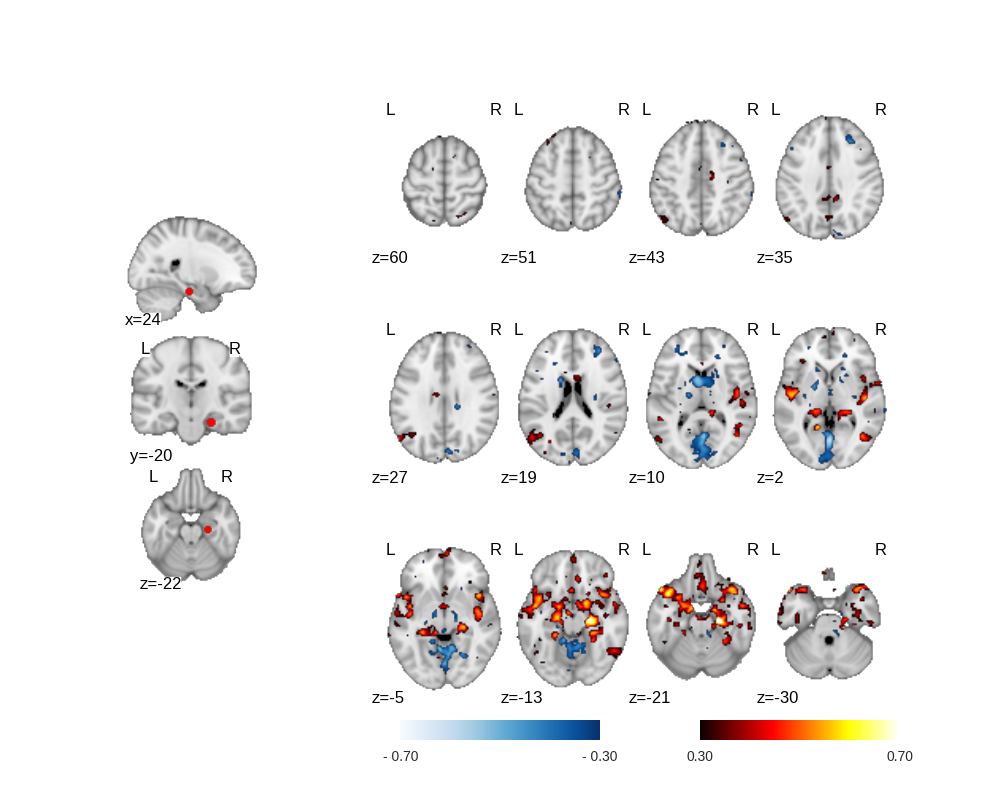 L R L R L R L R
z=60 z=51 z=43 z=35
x=24
L R
y=-20
L R
z=-22
L R L R L R L R
z=27 z=19 z=10 z=2
L R L R L R L R
z=-5 z=-13 z=-21 z=-30
- 0.70 - 0.30 0.30 0.70